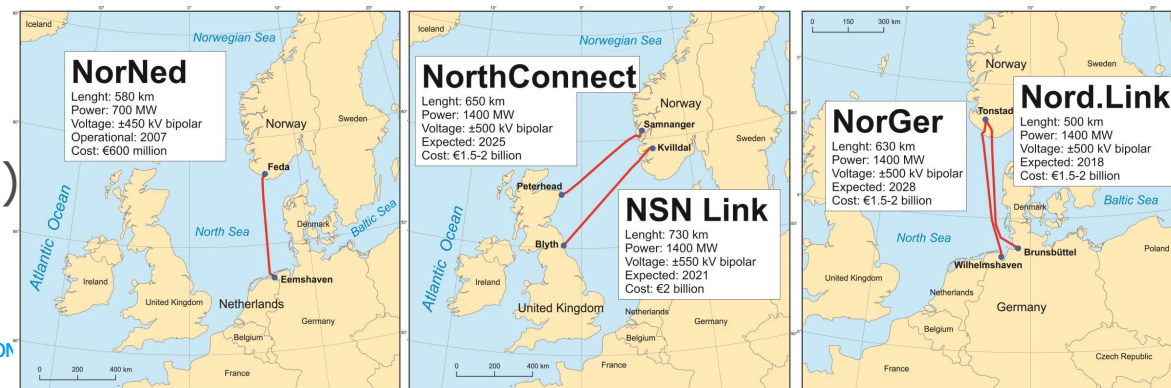 Iceland
Norwegian Sea
NorNed
Lenght: 580 km
Power: 700 MW
Voltage: ±450 kV bipolar
Operational: 2007
Cost: €600 million
Norway
Sweden
Feda
)
Atlantic Ocean
North Sea
Denmark
Baltic Sea
Eemshaven
Ireland
United Kingdom
Netherlands
Germany
Belgium
France
0 200 400 km
Iceland
Norwegian Sea
NorthConnect
Lenght: 650 km
Power: 1400 MW
Voltage: ±500 kV bipolar
Expected: 2025
Cost: €1.5-2 billion
Norway
Sweden
Samnanger
Kvilldal
Peterhead
NSN Link
Lenght: 730 km
Power: 1400 MW
Voltage: ±550 kV bipolar
Expected: 2021
Cost: €2 billion
Blyth
Atlantic Ocean
Ireland
United Kingdom
Netherlands
Belgium
Germany
France
0 200 400 km
0 150 300 km
Norway
Sweden
Tonstad
Nord.Link
Lenght: 500 km
Power: 1400 MW
Voltage: ±500 kV bipolar
Expected: 2018
Cost: €1.5-2 billion
NorGer
Lenght: 630 km
Power: 1400 MW
Voltage: ±500 kV bipolar
Expected: 2028
Cost: €1.5-2 billion
Denmark
Baltic Sea
North Sea
Brunsbüttel
Wilhelmshaven
Poland
United Kingdom
Netherlands
Germany
Belgium
Czech Republic
France